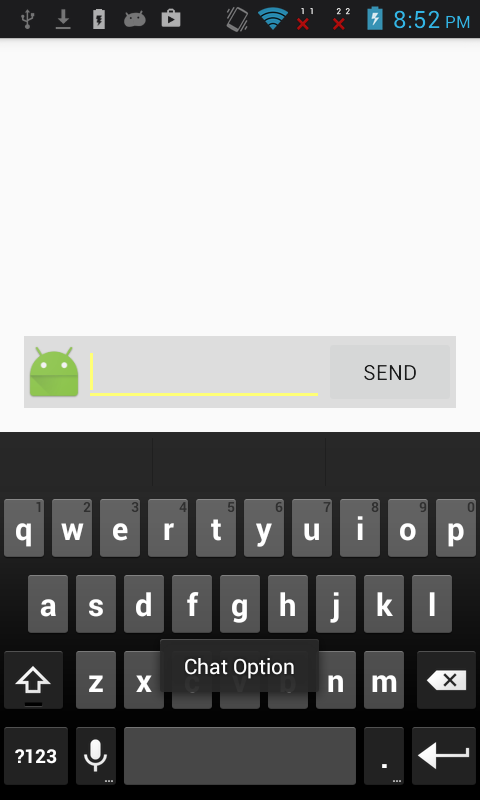 1 1 2 2 8:52 PM
SEND
1 2 3 4 5 6 7 8 9 0
q w e r t y u i o p
a s d f g h j k l
Chat Option
z x c v b n m
?123 .